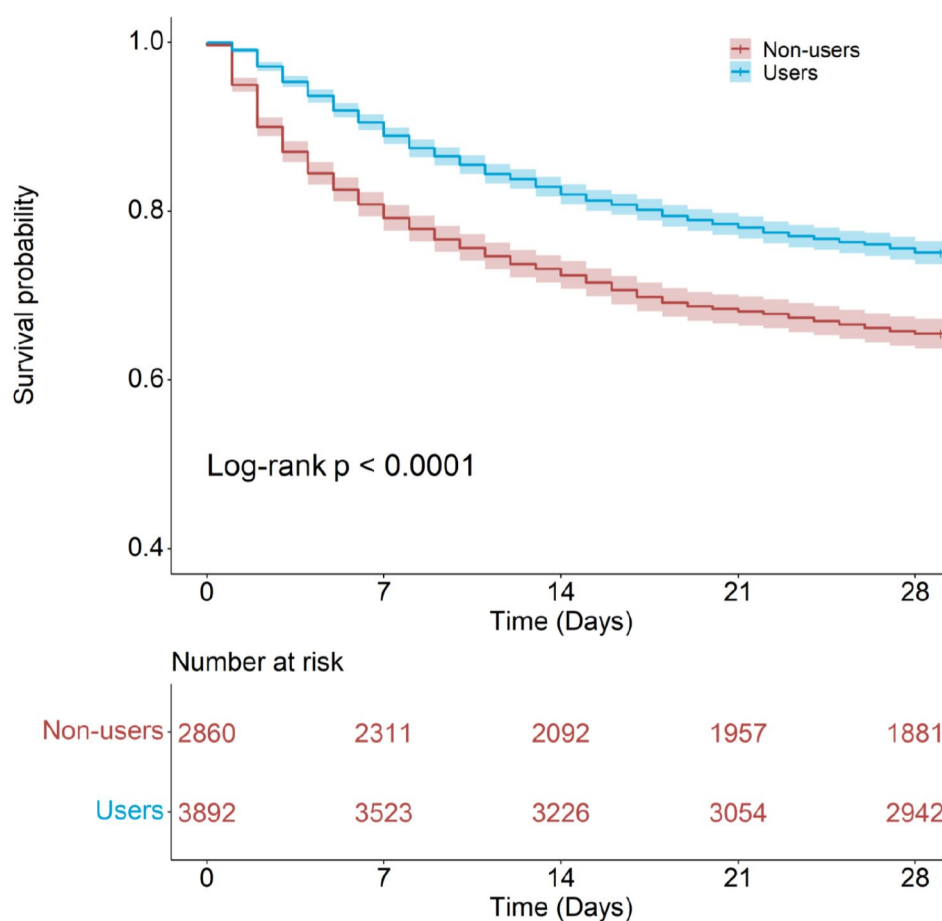 1.0
0.8
0.6
0.4
Survival probability
Non-users
Users
Log-rank p < 0.0001
0 7 14 21 28
Time (Days)
Number at risk
Non-users 2860 2311 2092 1957 1881
Users 3892 3523 3226 3054 2942
0 7 14 21 28
Time (Days)